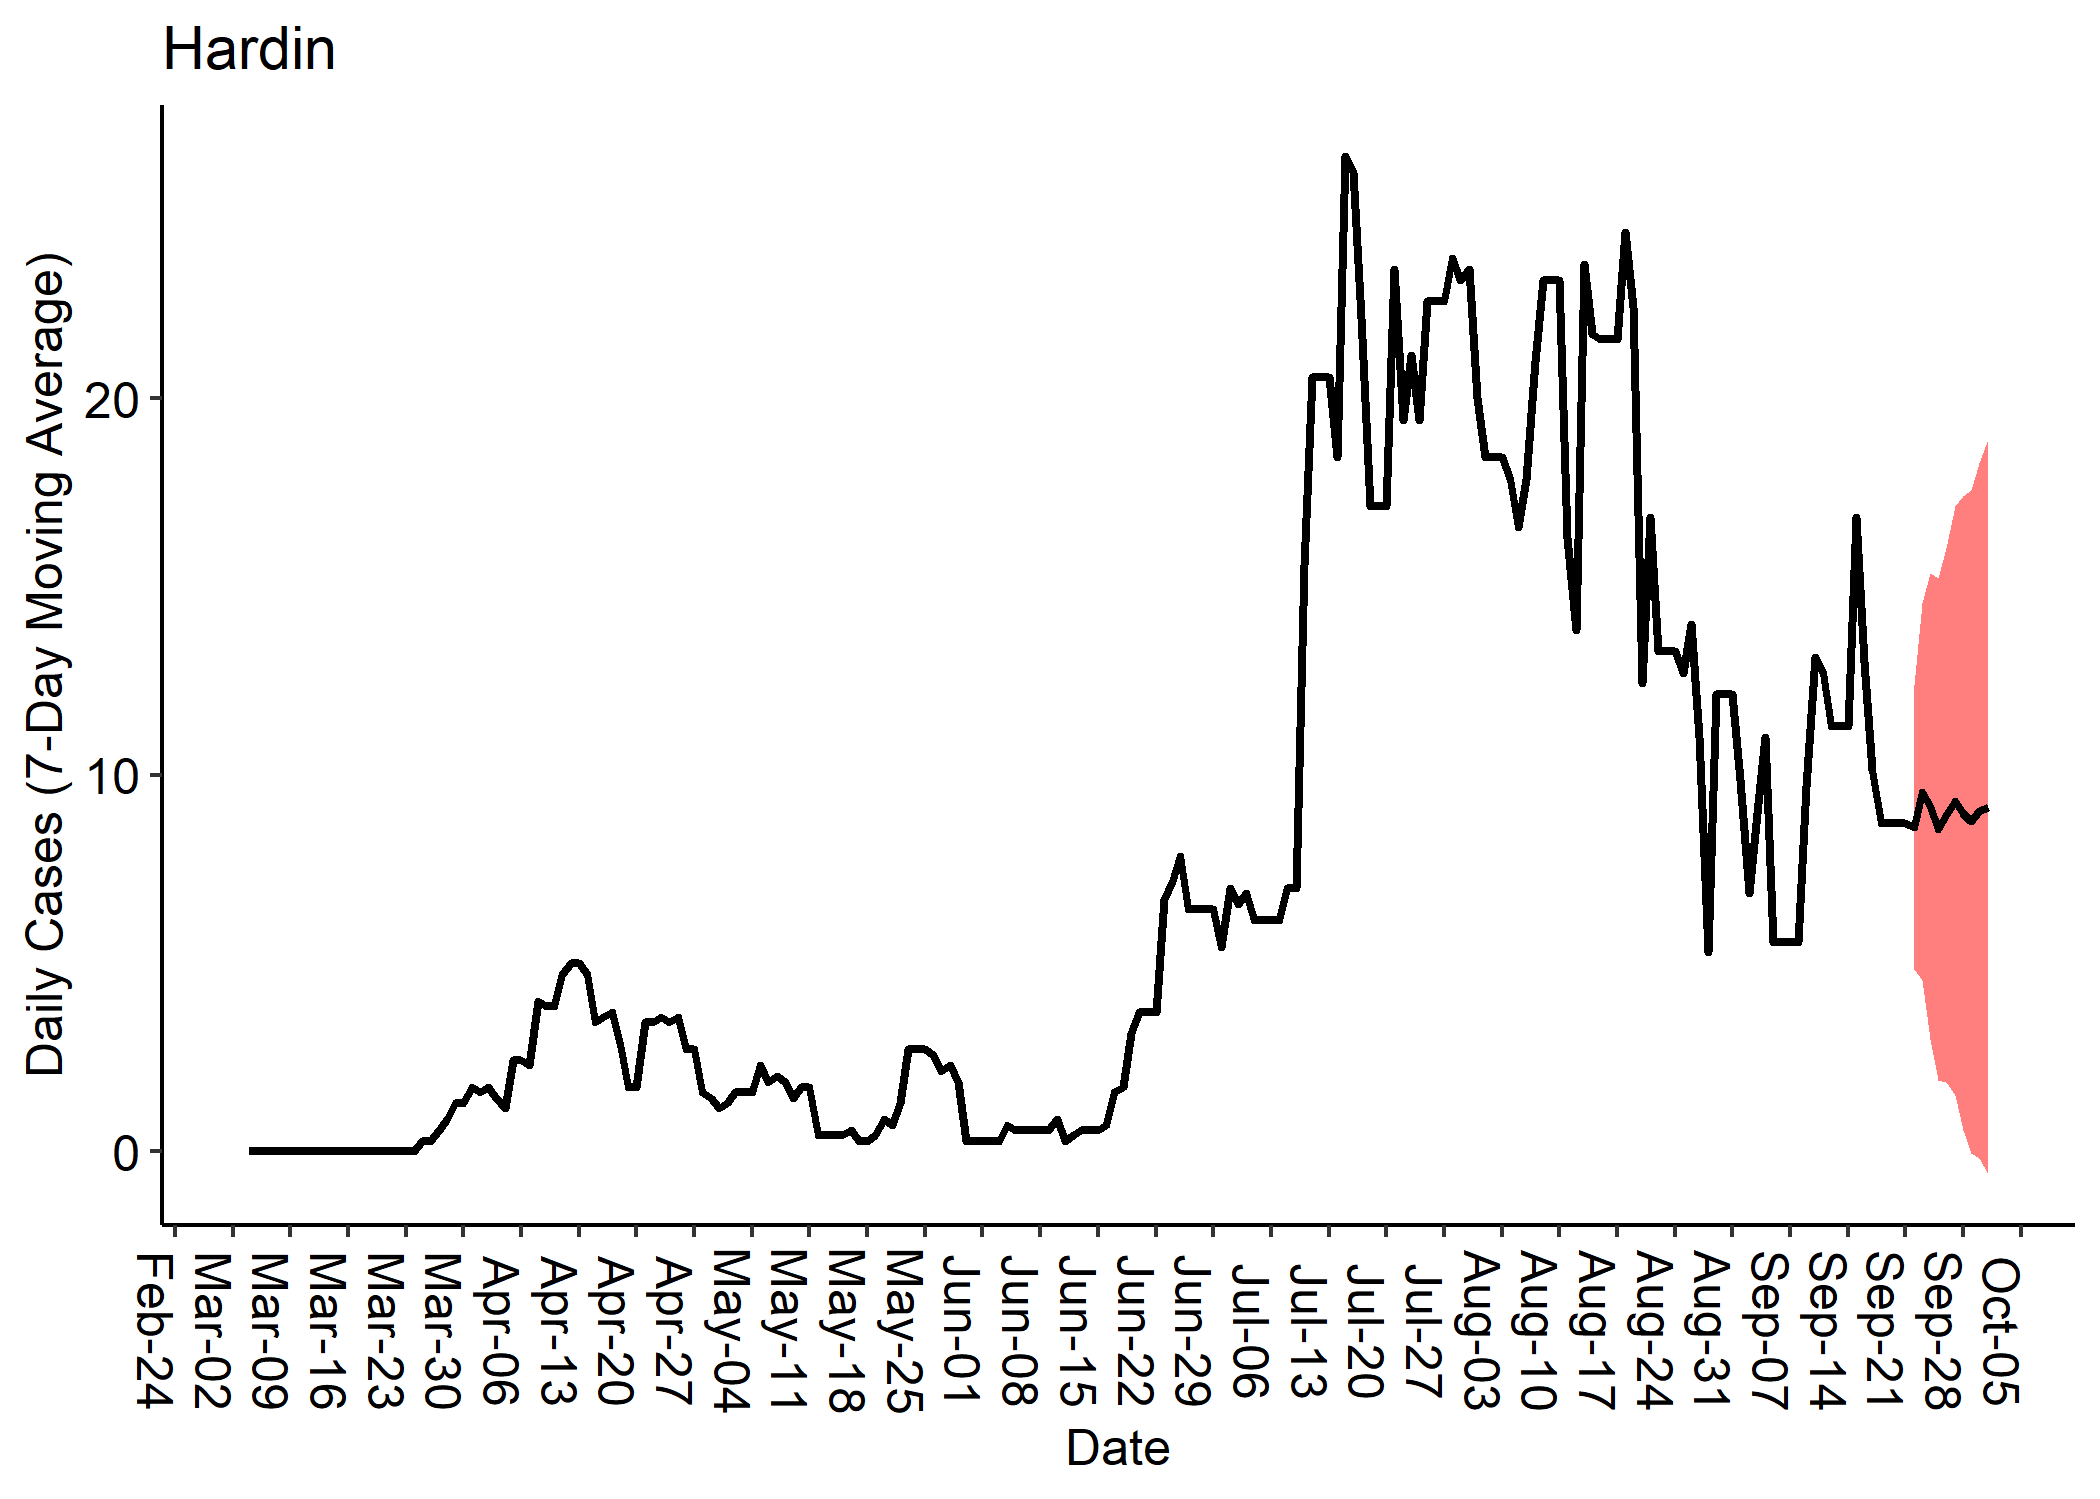 Hardin
Daily Cases (7-Day Moving Average)
20
10
0
Feb-24
Mar-02
Mar-09
Mar-16
Mar-23
Mar-30
Apr-06
Apr-13
Apr-20
Apr-27
May-04
May-11
May-18
May-25
Jun-01
Jun-08
Jun-15
Jun-22
Jun-29
Jul-06
Jul-13
Jul-20
Jul-27
Aug-03
Aug-10
Aug-17
Aug-24
Aug-31
Sep-07
Sep-14
Sep-21
Sep-28
Oct-05
Date